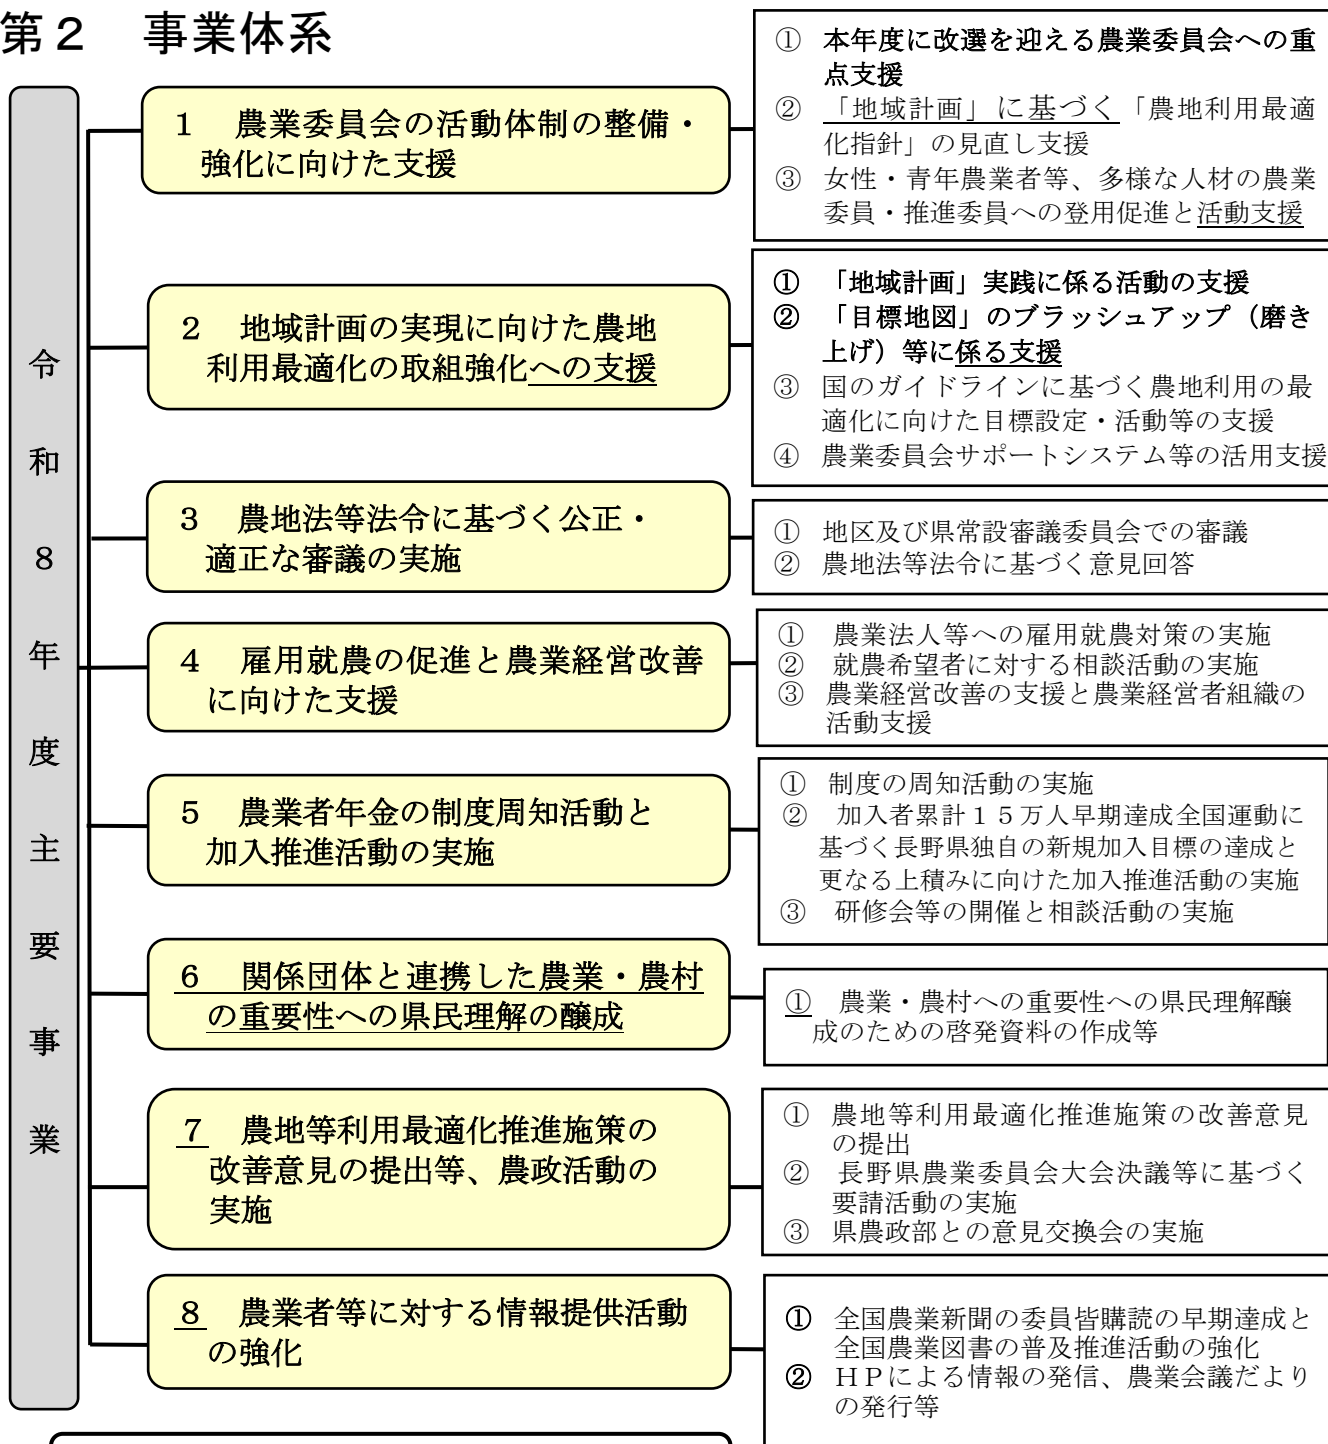 第２　事業体系
令和８年度主要事業
１　農業委員会の活動体制の整備・
強化に向けた支援
① 本年度に改選を迎える農業委員会への重
点支援
② 「地域計画」に基づく「農地利用最適
化指針」の見直し支援
③ 女性・青年農業者等、多様な人材の農業
委員・推進委員への登用促進と活動支援
２　地域計画の実現に向けた農地
利用最適化の取組強化への支援
① 「地域計画」実践に係る活動の支援
② 「目標地図」のブラッシュアップ（磨き
上げ）等に係る支援
③ 国のガイドラインに基づく農地利用の最
適化に向けた目標設定・活動等の支援
④ 農業委員会サポートシステム等の活用支援
３　農地法等法令に基づく公正・
適正な審議の実施
① 地区及び県常設審議委員会での審議
② 農地法等法令に基づく意見回答
４　雇用就農の促進と農業経営改善
に向けた支援
① 農業法人等への雇用就農対策の実施
② 就農希望者に対する相談活動の実施
③ 農業経営改善の支援と農業経営者組織の
活動支援
５　農業者年金の制度周知活動と
加入推進活動の実施
① 制度の周知活動の実施
② 加入者累計１５万人早期達成全国運動に
基づく長野県独自の新規加入目標の達成と
更なる上積みに向けた加入推進活動の実施
③ 研修会等の開催と相談活動の実施
６　関係団体と連携した農業・農村
の重要性への県民理解の醸成
① 農業・農村への重要性への県民理解醸
成のための啓発資料の作成等
７　農地等利用最適化推進施策の
改善意見の提出等、農政活動の
実施
① 農地等利用最適化推進施策の改善意見
の提出
② 長野県農業委員会大会決議等に基づく
要請活動の実施
③ 県農政部との意見交換会の実施
８　農業者等に対する情報提供活動
の強化
① 全国農業新聞の委員皆購読の早期達成と
全国農業図書の普及推進活動の強化
② ＨＰによる情報の発信、農業会議だより
の発行等